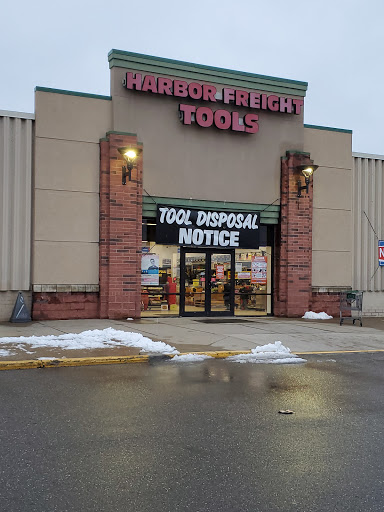 HARBOR FREIGHT
TOOLS
TOOL DISPOSAL
NOTICE
N